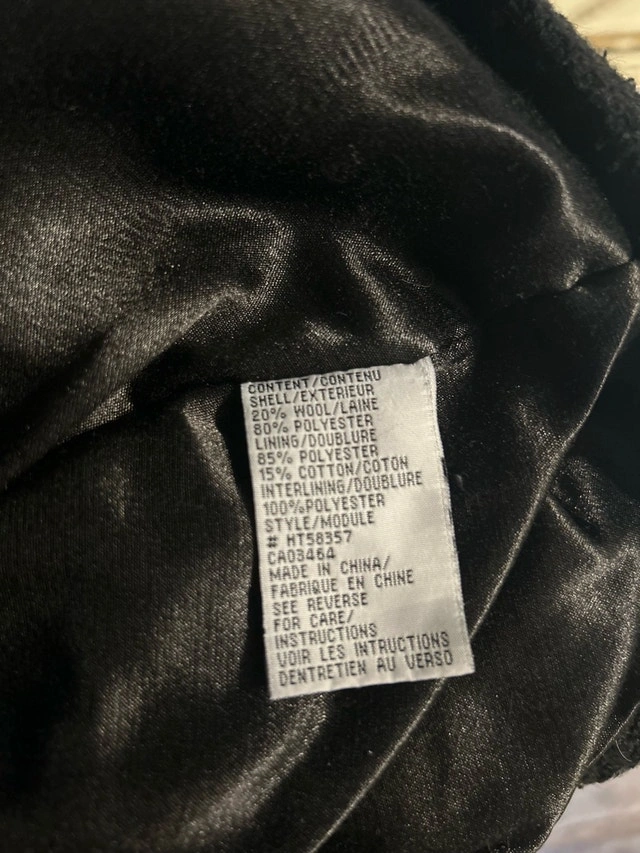 CONTENT/CONTENU
SHELL/EXTERIEUR
20% WOOL/LAINE
80% POLYESTER
LINING/DOUBLURE
85% POLYESTER
15% COTTON/COTON
INTERLINING/DOUBLURE
100%POLYESTER
STYLE/MODULE
# HT58357
CA03464
MADE IN CHINA/
FABRIQUE EN CHINE
SEE REVERSE
FOR CARE/
INSTRUCTIONS
VOIR LES INTRUCTIONS
DENTRETIEN AU VERSO